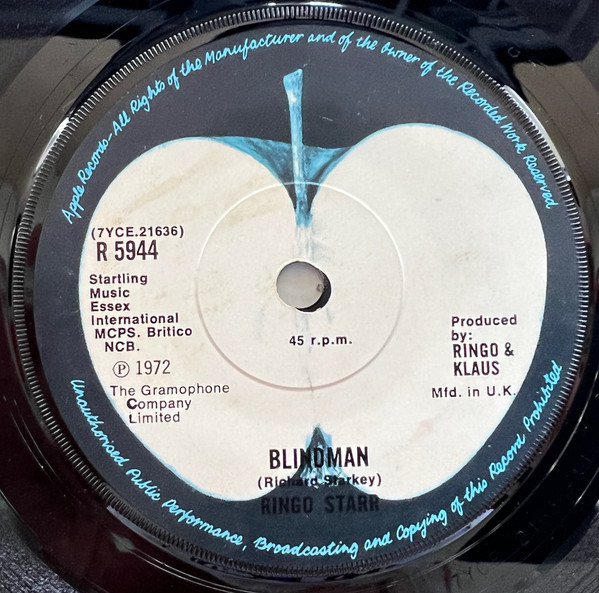 Apple Records-All Rights of the Manufacturer and of the Owner of the Recorded Work Reserved
(7YCE.21636)
R 5944
Startling
Music
Essex
International
MCPS. Britico
NCB.
℗ 1972
The Gramophone
Company
Limited
45 r.p.m.
Produced
by:
RINGO &
KLAUS
Mfd. in U.K.
BLINDMAN
(Richard Starkey)
RINGO STARR
Unauthorised Public Performance, Broadcasting and Copying of this Record Prohibited